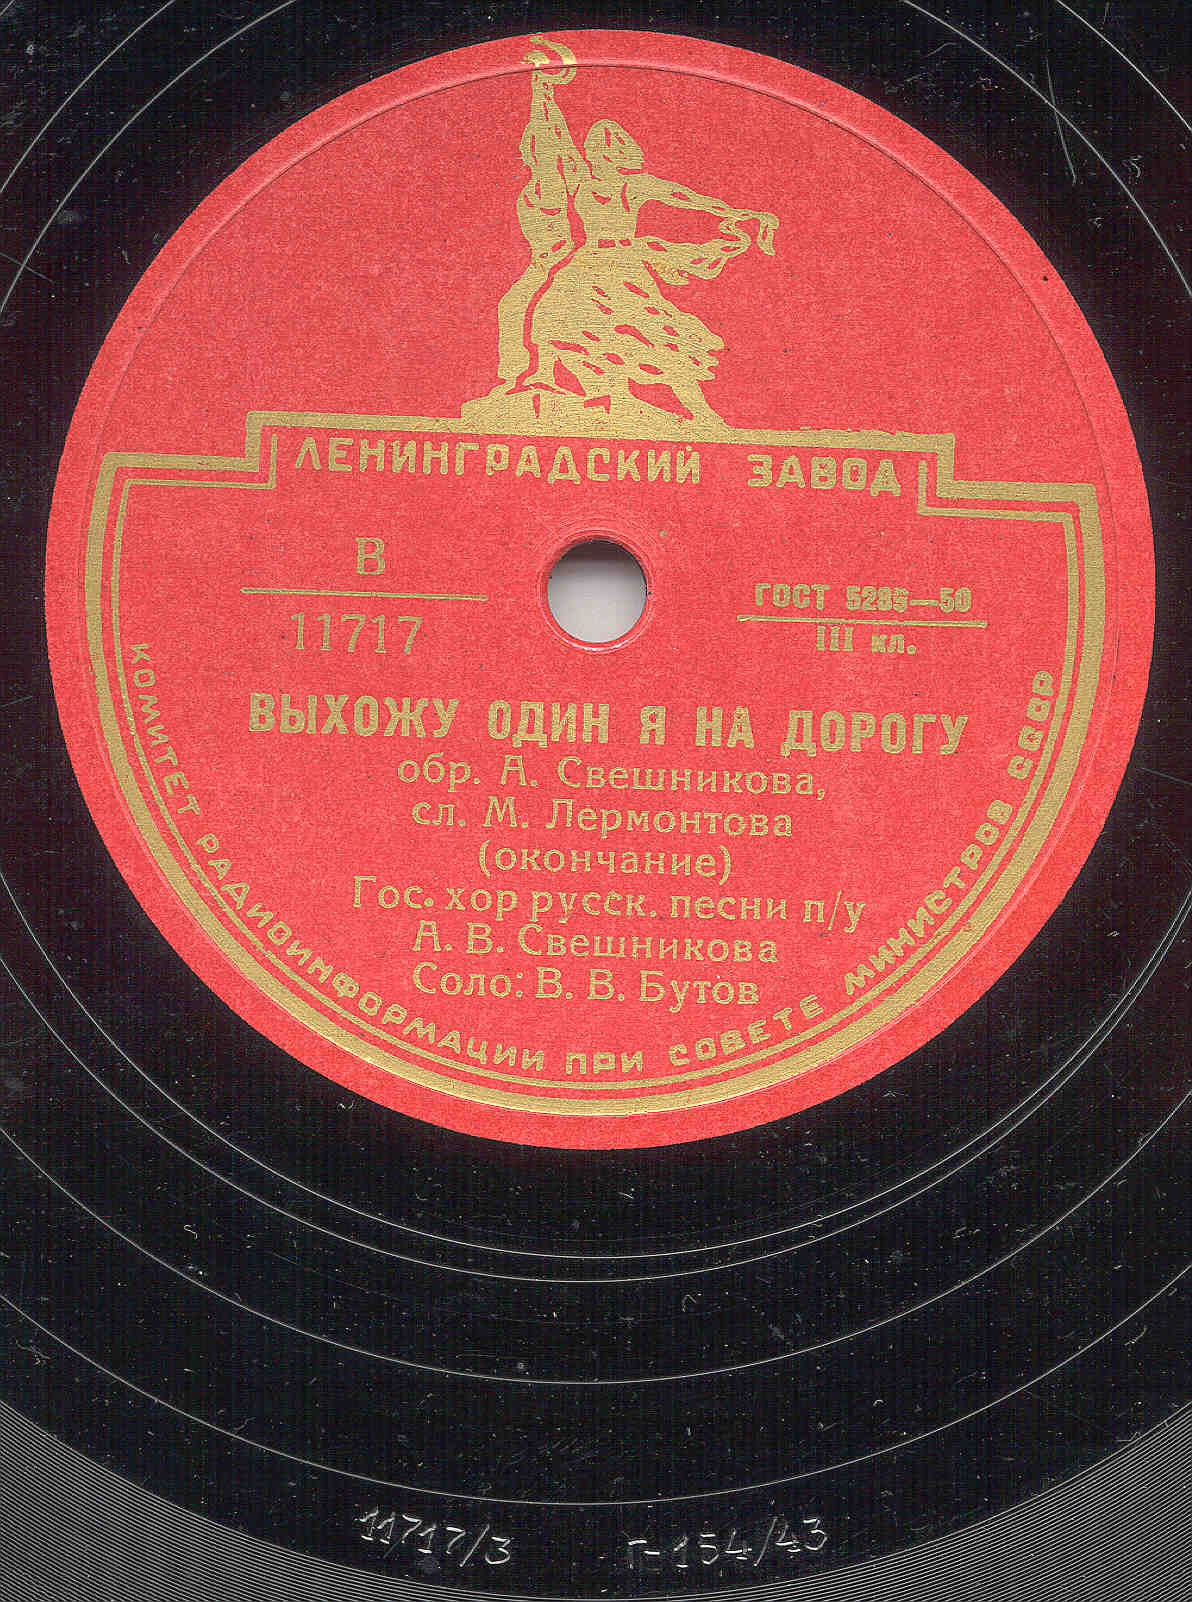 ЛЕНИНГРАДСКИЙ ЗАВОД
В
11717
ГОСТ 5289—50
III кл.
ВЫХОЖУ ОДИН Я НА ДОРОГУ
обр. А. Свешникова,
сл. М. Лермонтова
(окончание)
Гос. хор русск. песни п/у
А. В. Свешникова
Соло: В. В. Бутов
КОМИТЕТ РАДИОИНФОРМАЦИИ ПРИ СОВЕТЕ МИНИСТРОВ СССР
11717/3 Г-154/43